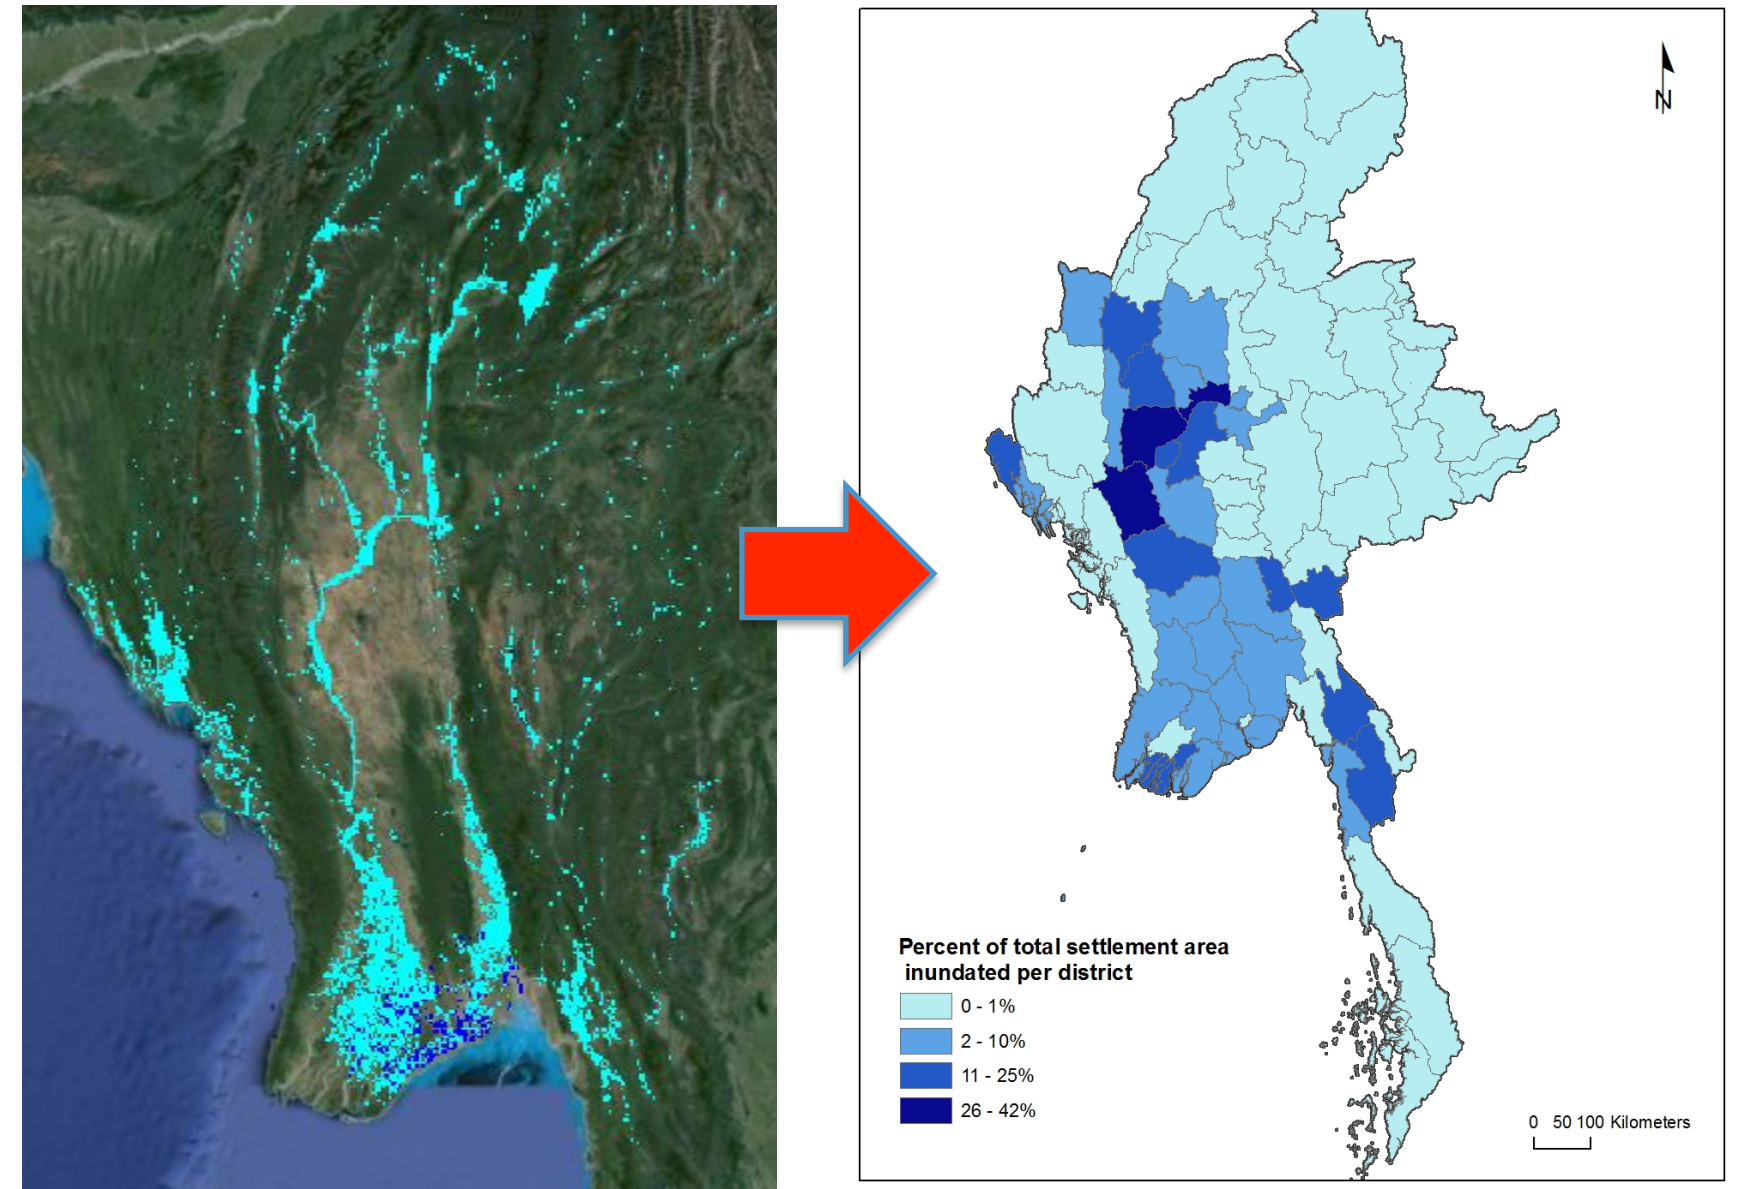 N
Percent of total settlement area
inundated per district
0 - 1%
2 - 10%
11 - 25%
26 - 42%
0 50 100 Kilometers